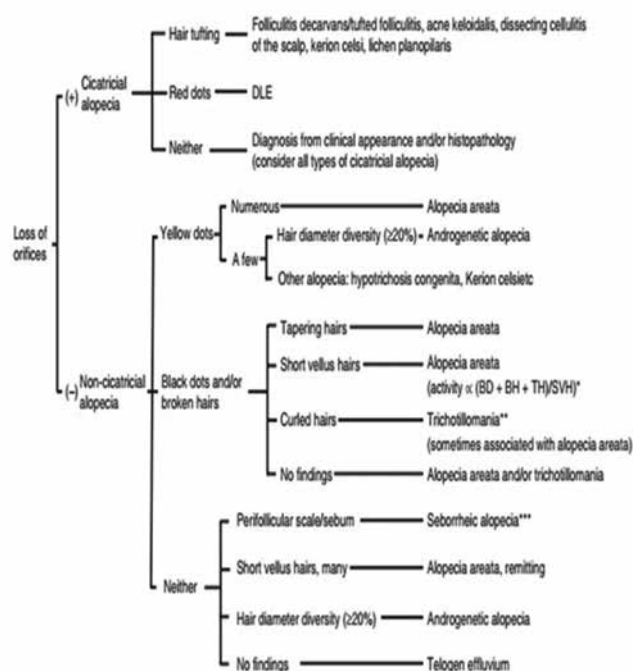 Hair tufting
Folliculitis decarvans/tufted folliculitis, acne keloidalis, dissecting cellulitis
of the scalp, kerion celsi, lichen planopilaris
(+) Cicatricial
alopecia
Red dots
DLE
Neither
Diagnosis from clinical appearance and/or histopathology
(consider all types of cicatricial alopecia)
Loss of
orifices
(–) Non-cicatricial
alopecia
Yellow dots
Numerous
Alopecia areata
A few
Hair diameter diversity (≥20%)
Androgenetic alopecia
Other alopecia: hypotrichosis congenita, Kerion celsietc
Black dots and/or
broken hairs
Tapering hairs
Alopecia areata
Short vellus hairs
Alopecia areata
(activity ∝ (BD + BH + TH)/SVH)*
Curled hairs
Trichotillomania**
(sometimes associated with alopecia areata)
No findings
Alopecia areata and/or trichotillomania
Neither
Perifollicular scale/sebum
Seborrheic alopecia***
Short vellus hairs, many
Alopecia areata, remitting
Hair diameter diversity (≥20%)
Androgenetic alopecia
No findings
Telogen effluvium